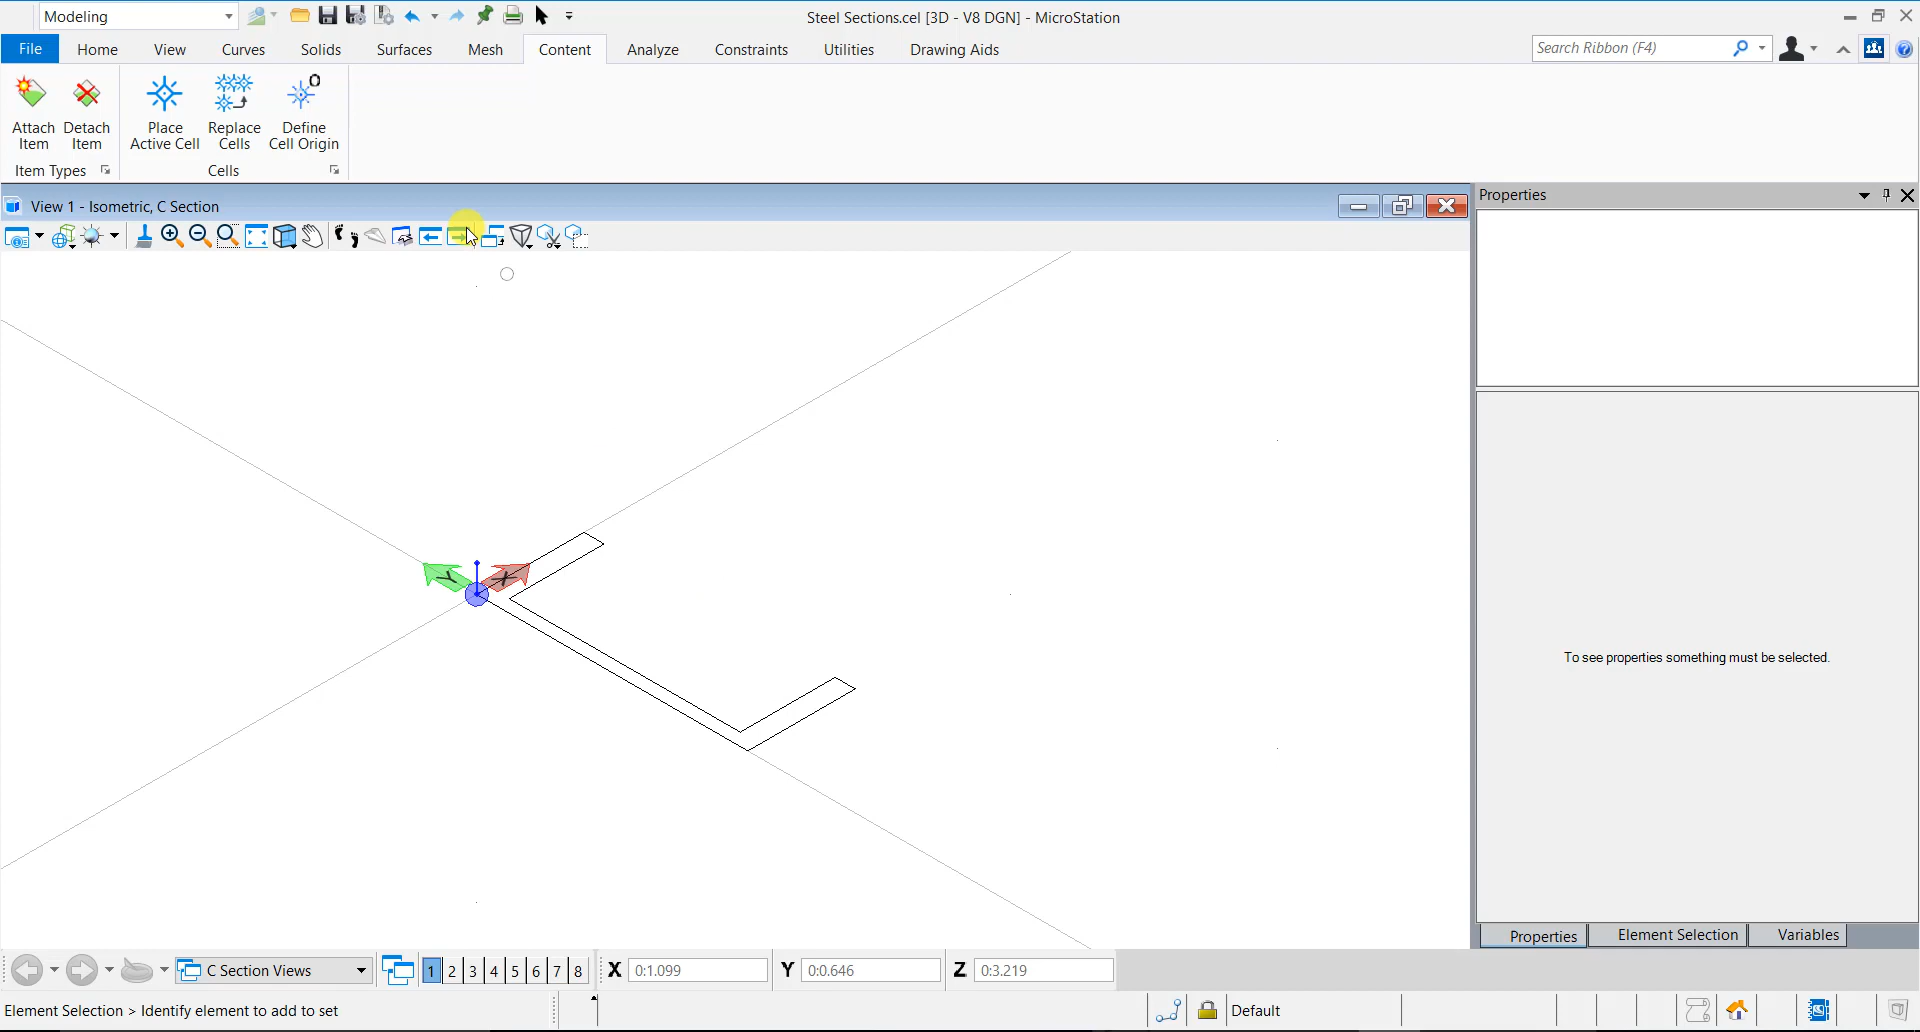 Modeling
Steel Sections.cel [3D - V8 DGN] - MicroStation
File Home View Curves Solids Surfaces Mesh Content Analyze Constraints Utilities Drawing Aids
Search Ribbon (F4)
Attach Item
Detach Item
Place Active Cell
Replace Cells
Define Cell Origin
Item Types
Cells
View 1 - Isometric, C Section
Properties
Y X
To see properties something must be selected.
Properties Element Selection Variables
C Section Views
1 2 3 4 5 6 7 8
X 0:1.099
Y 0:0.646
Z 0:3.219
Element Selection > Identify element to add to set
Default